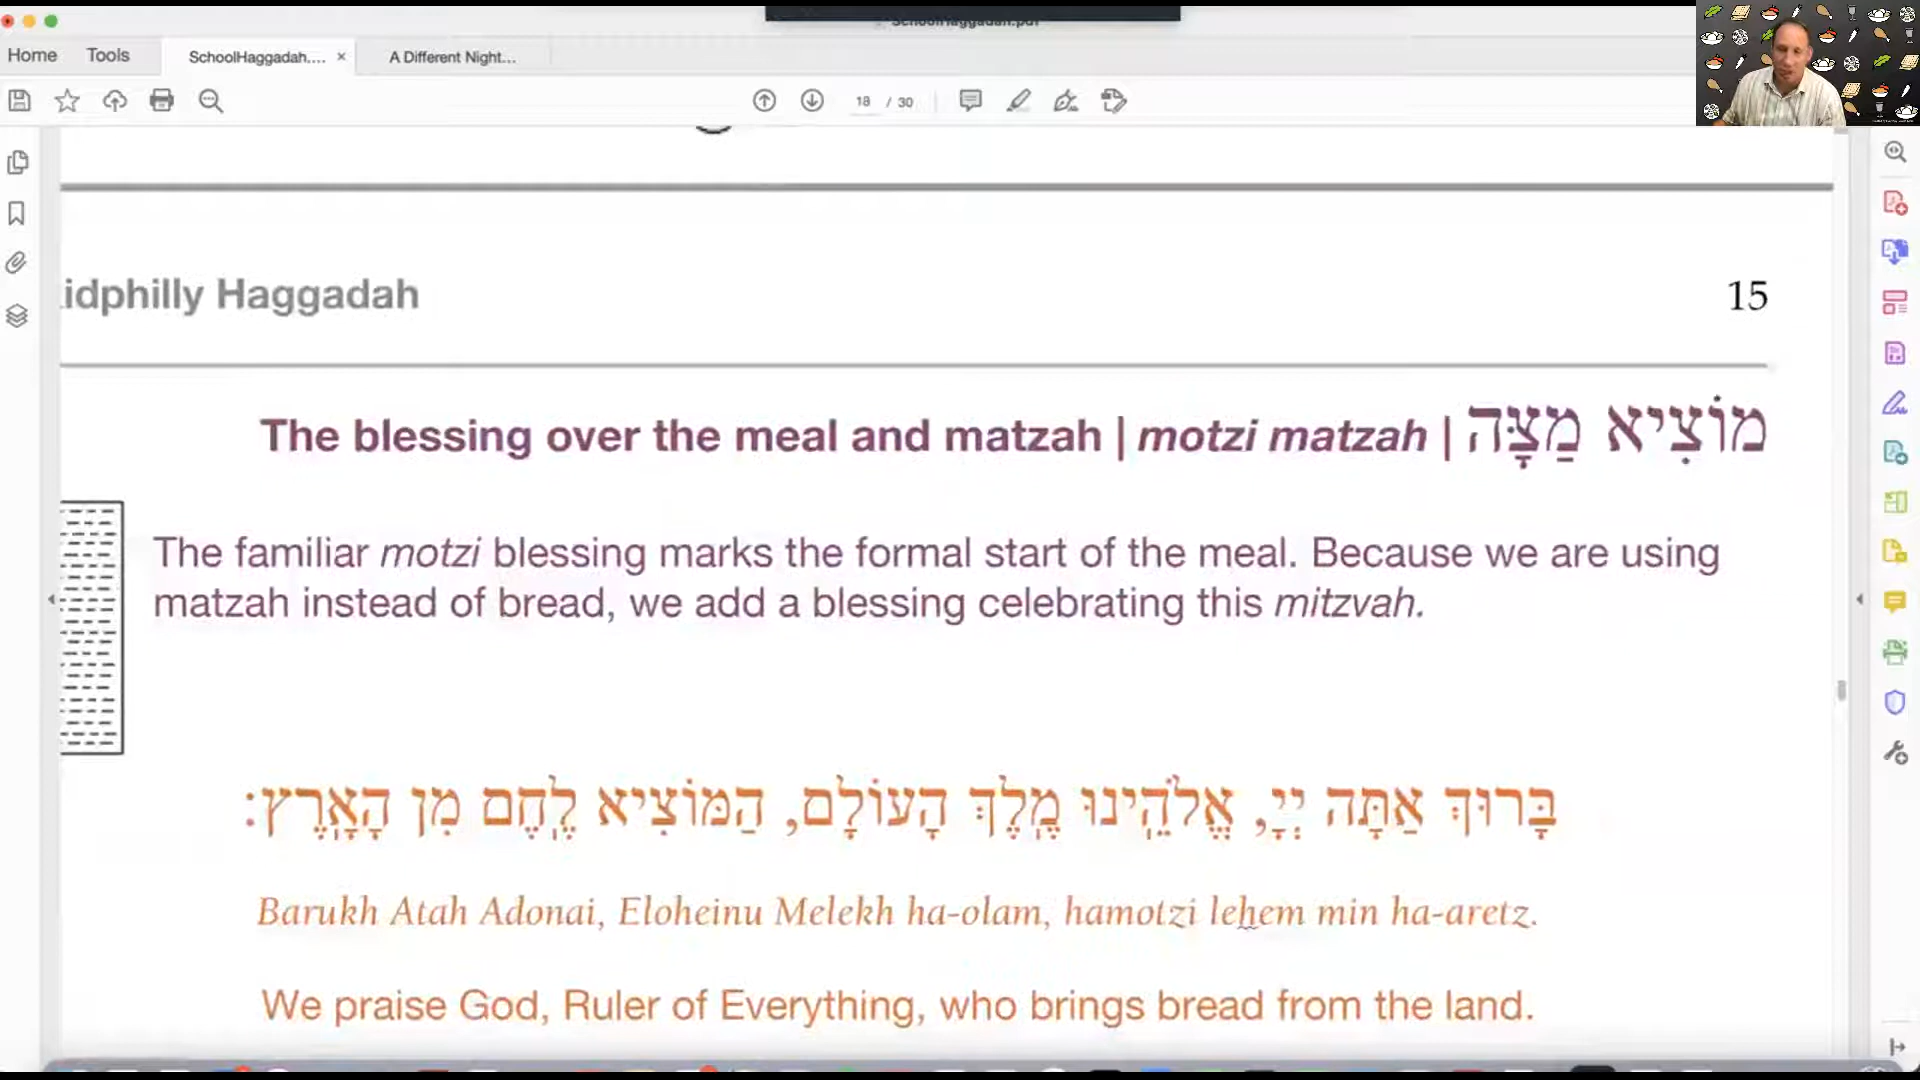 SchoolHaggadah.pdf
Home Tools SchoolHaggadah.... × A Different Night...
18 / 30
idphilly Haggadah 15
The blessing over the meal and matzah | motzi matzah | מוֹצִיא מַצָּה
The familiar motzi blessing marks the formal start of the meal. Because we are using
matzah instead of bread, we add a blessing celebrating this mitzvah.
בָּרוּךְ אַתָּה יְיָ, אֱלֹהֵֽינוּ מֶֽלֶךְ הָעוֹלָם, הַמּוֹצִיא לֶֽחֶם מִן הָאָֽרֶץ:
Barukh Atah Adonai, Eloheinu Melekh ha-olam, hamotzi leḥem min ha-aretz.
We praise God, Ruler of Everything, who brings bread from the land.